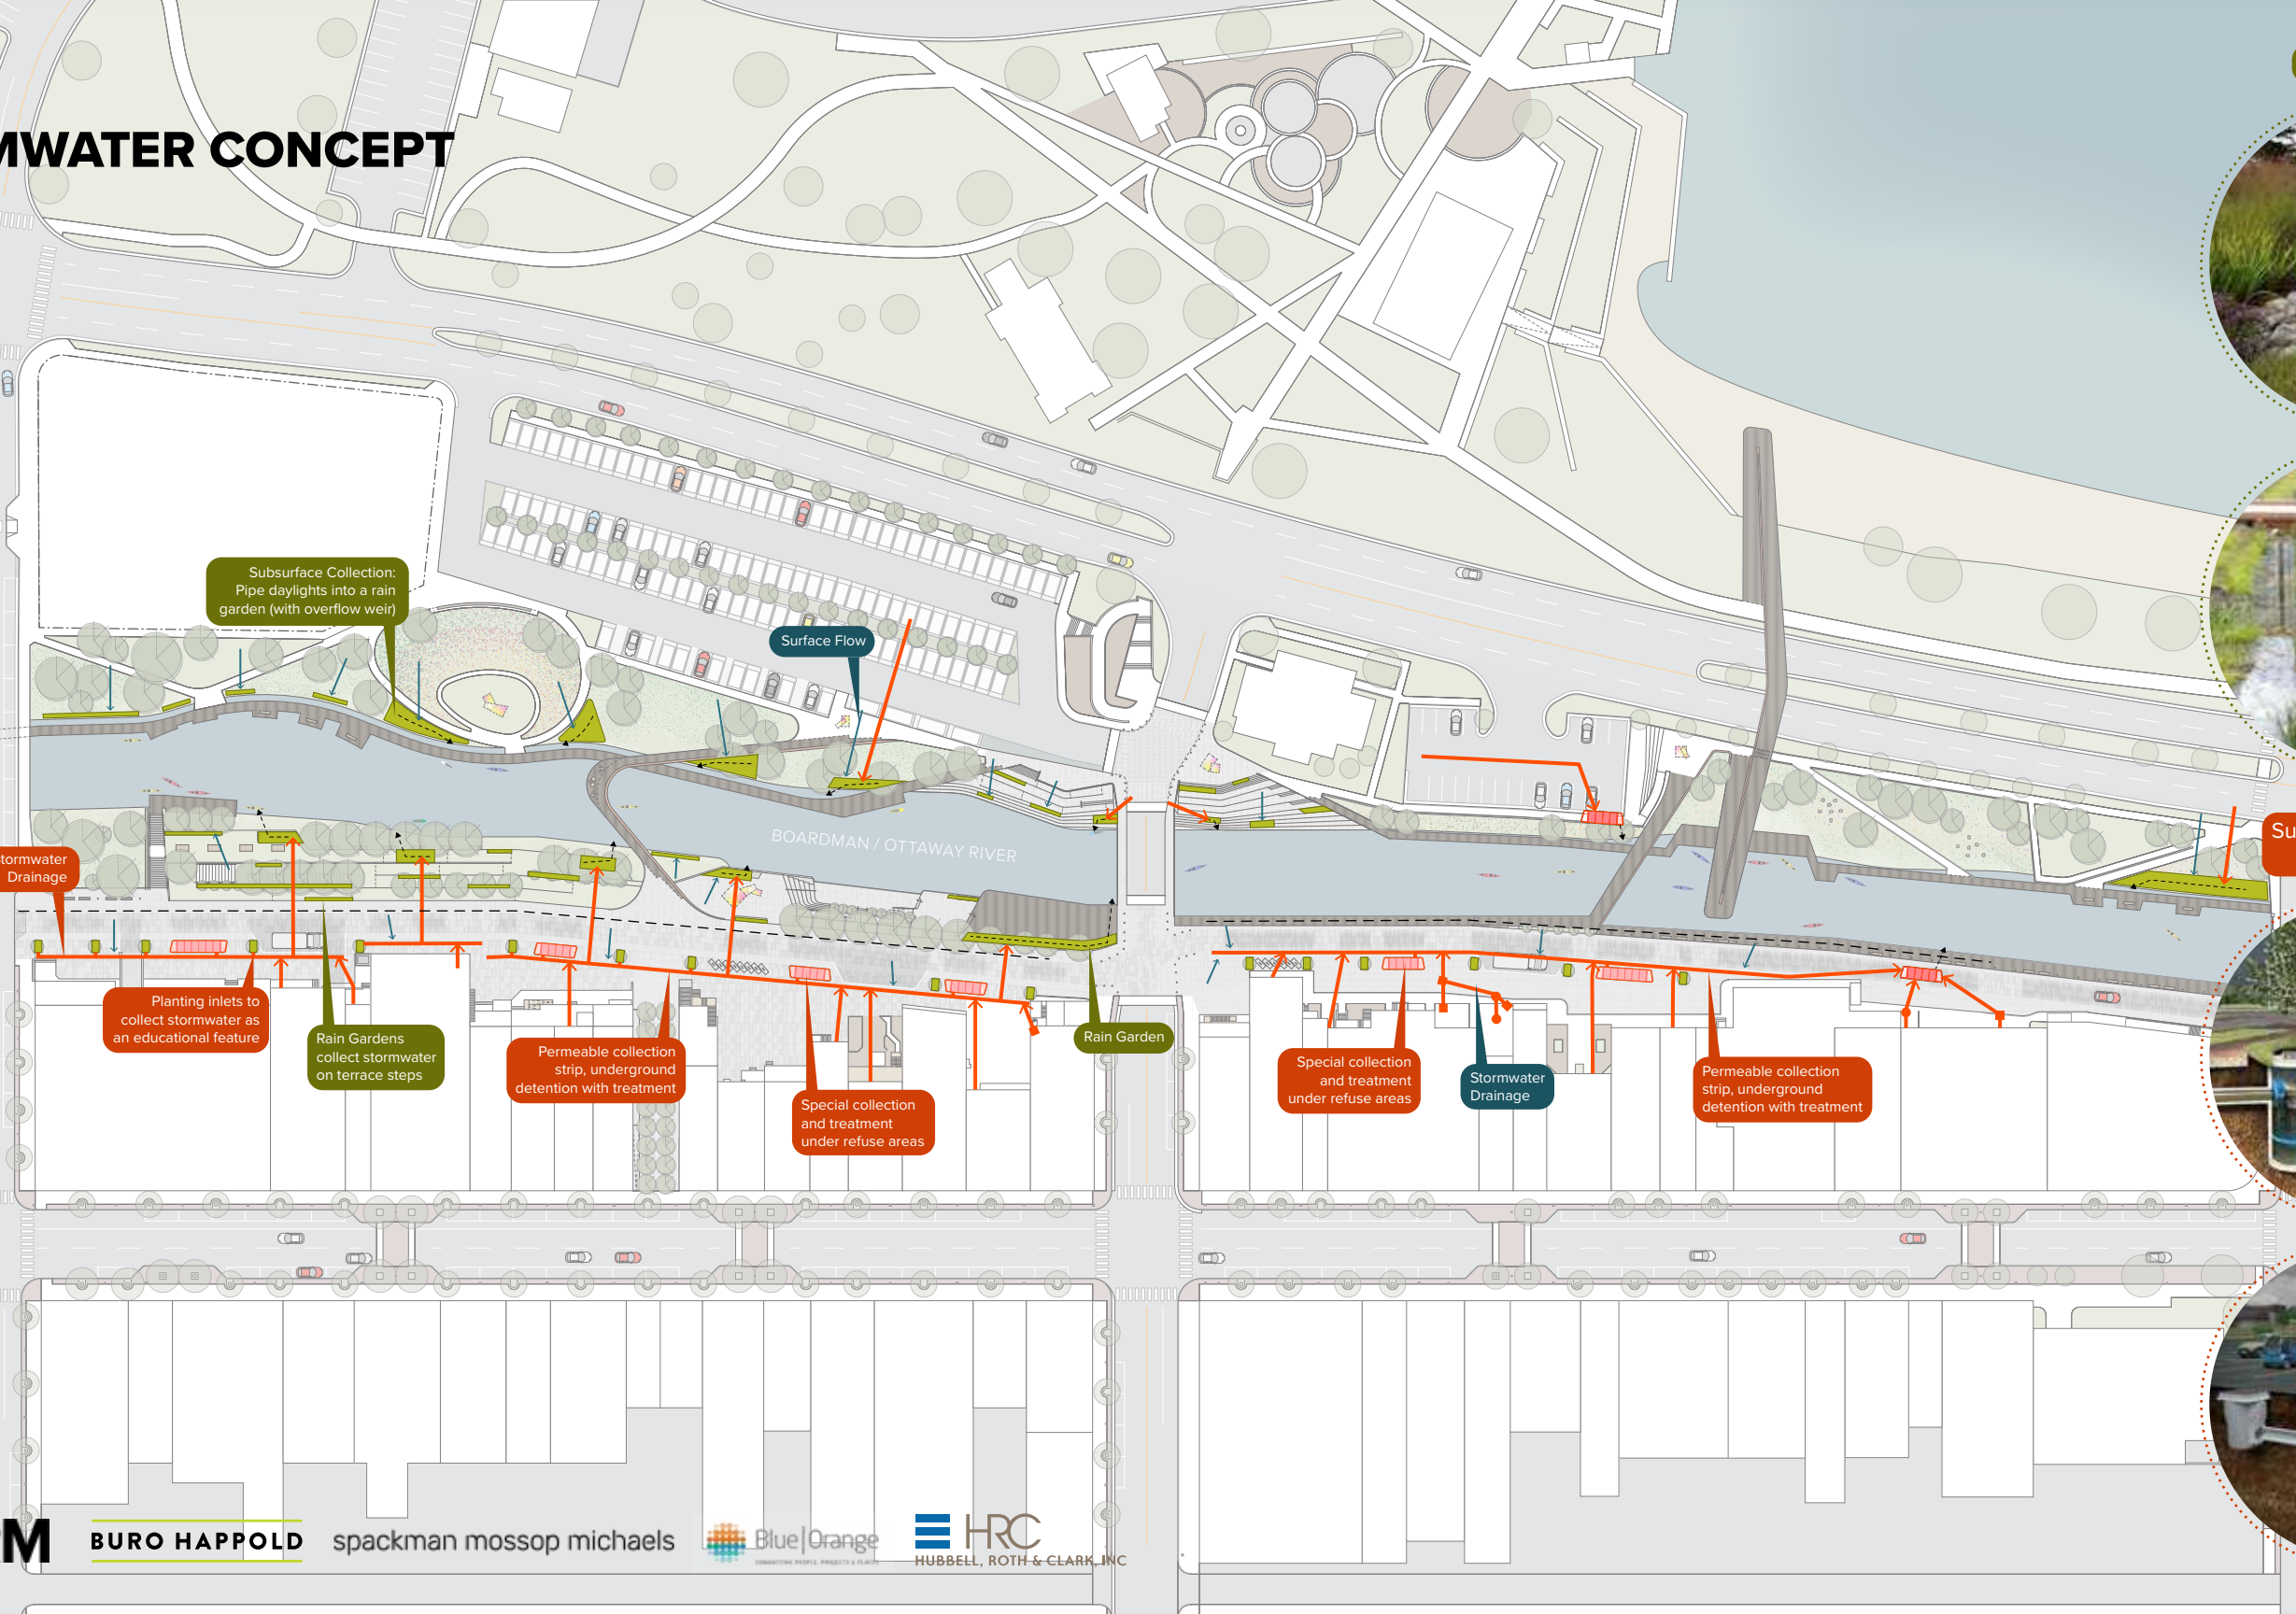 MWATER CONCEPT
Subsurface Collection:
Pipe daylights into a rain
garden (with overflow weir)
Surface Flow
BOARDMAN / OTTAWAY RIVER
tormwater
Drainage
Su
Planting inlets to
collect stormwater as
an educational feature
Rain Gardens
collect stormwater
on terrace steps
Permeable collection
strip, underground
detention with treatment
Special collection
and treatment
under refuse areas
Rain Garden
Special collection
and treatment
under refuse areas
Stormwater
Drainage
Permeable collection
strip, underground
detention with treatment
M
BURO HAPPOLD
spackman mossop michaels
Blue|Orange
CONNECTING PEOPLE, PROJECTS & PLACES
HRC
HUBBELL, ROTH & CLARK, INC